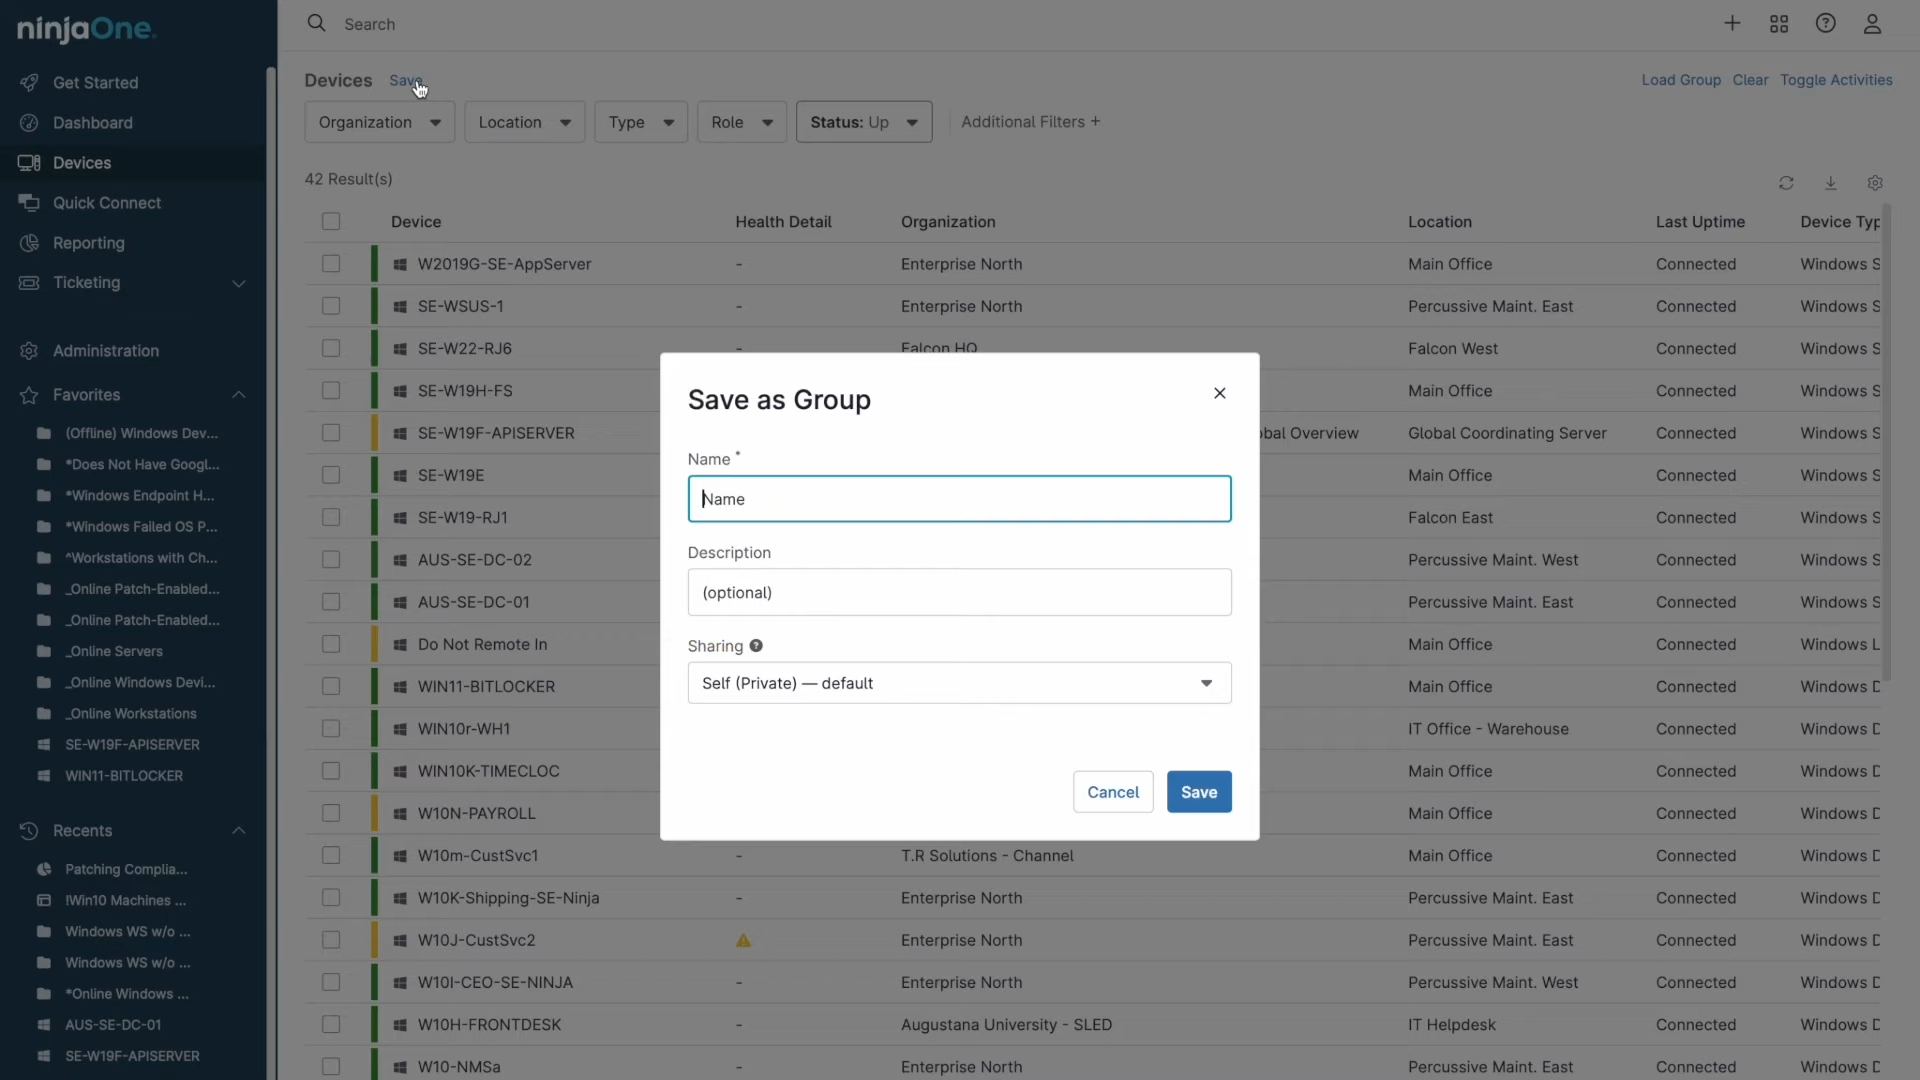 ninjaOne.
Search
Get Started
Dashboard
Devices
Quick Connect
Reporting
Ticketing
Administration
Favorites
(Offline) Windows Dev...
*Does Not Have Googl...
*Windows Endpoint H...
*Windows Failed OS P...
^Workstations with Ch...
_Online Patch-Enabled...
_Online Patch-Enabled...
_Online Servers
_Online Windows Devi...
_Online Workstations
SE-W19F-APISERVER
WIN11-BITLOCKER
Recents
Patching Complia...
!Win10 Machines ...
Windows WS w/o ...
Windows WS w/o ...
*Online Windows ...
AUS-SE-DC-01
SE-W19F-APISERVER
Devices Save Load Group Clear Toggle Activities
Organization Location Type Role Status: Up Additional Filters +
42 Result(s)
Device Health Detail Organization Location Last Uptime Device Typ
W2019G-SE-AppServer - Enterprise North Main Office Connected Windows S
SE-WSUS-1 - Enterprise North Percussive Maint. East Connected Windows S
SE-W22-RJ6 - Falcon HQ Falcon West Connected Windows S
SE-W19H-FS Main Office Connected Windows S
SE-W19F-APISERVER bal Overview Global Coordinating Server Connected Windows S
SE-W19E Main Office Connected Windows S
SE-W19-RJ1 Falcon East Connected Windows S
AUS-SE-DC-02 Percussive Maint. West Connected Windows S
AUS-SE-DC-01 Percussive Maint. East Connected Windows S
Do Not Remote In Main Office Connected Windows L
WIN11-BITLOCKER Main Office Connected Windows D
WIN10r-WH1 IT Office - Warehouse Connected Windows D
WIN10K-TIMECLOC Main Office Connected Windows D
W10N-PAYROLL Main Office Connected Windows D
W10m-CustSvc1 - T.R Solutions - Channel Main Office Connected Windows D
W10K-Shipping-SE-Ninja - Enterprise North Percussive Maint. East Connected Windows D
W10J-CustSvc2 Enterprise North Percussive Maint. East Connected Windows D
W10I-CEO-SE-NINJA - Enterprise North Percussive Maint. West Connected Windows D
W10H-FRONTDESK - Augustana University - SLED IT Helpdesk Connected Windows D
W10-NMSa - Enterprise North Percussive Maint. East Connected Windows D
Save as Group
Name *
Name
Description
(optional)
Sharing ?
Self (Private) — default
Cancel Save